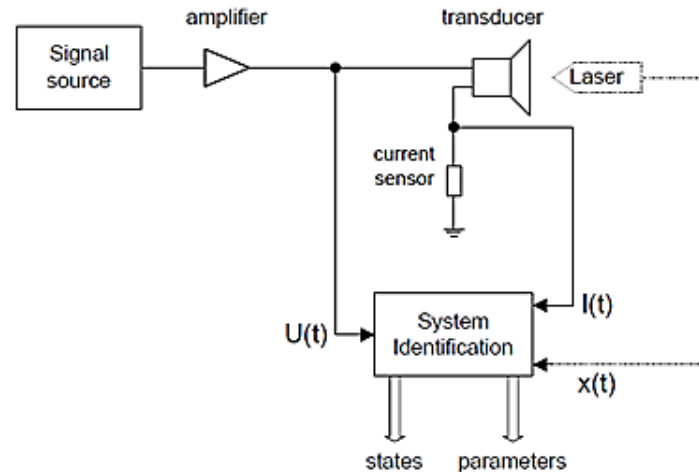 amplifier
transducer
Signal
source
Laser
current
sensor
U(t)
System
Identification
I(t)
x(t)
states
parameters